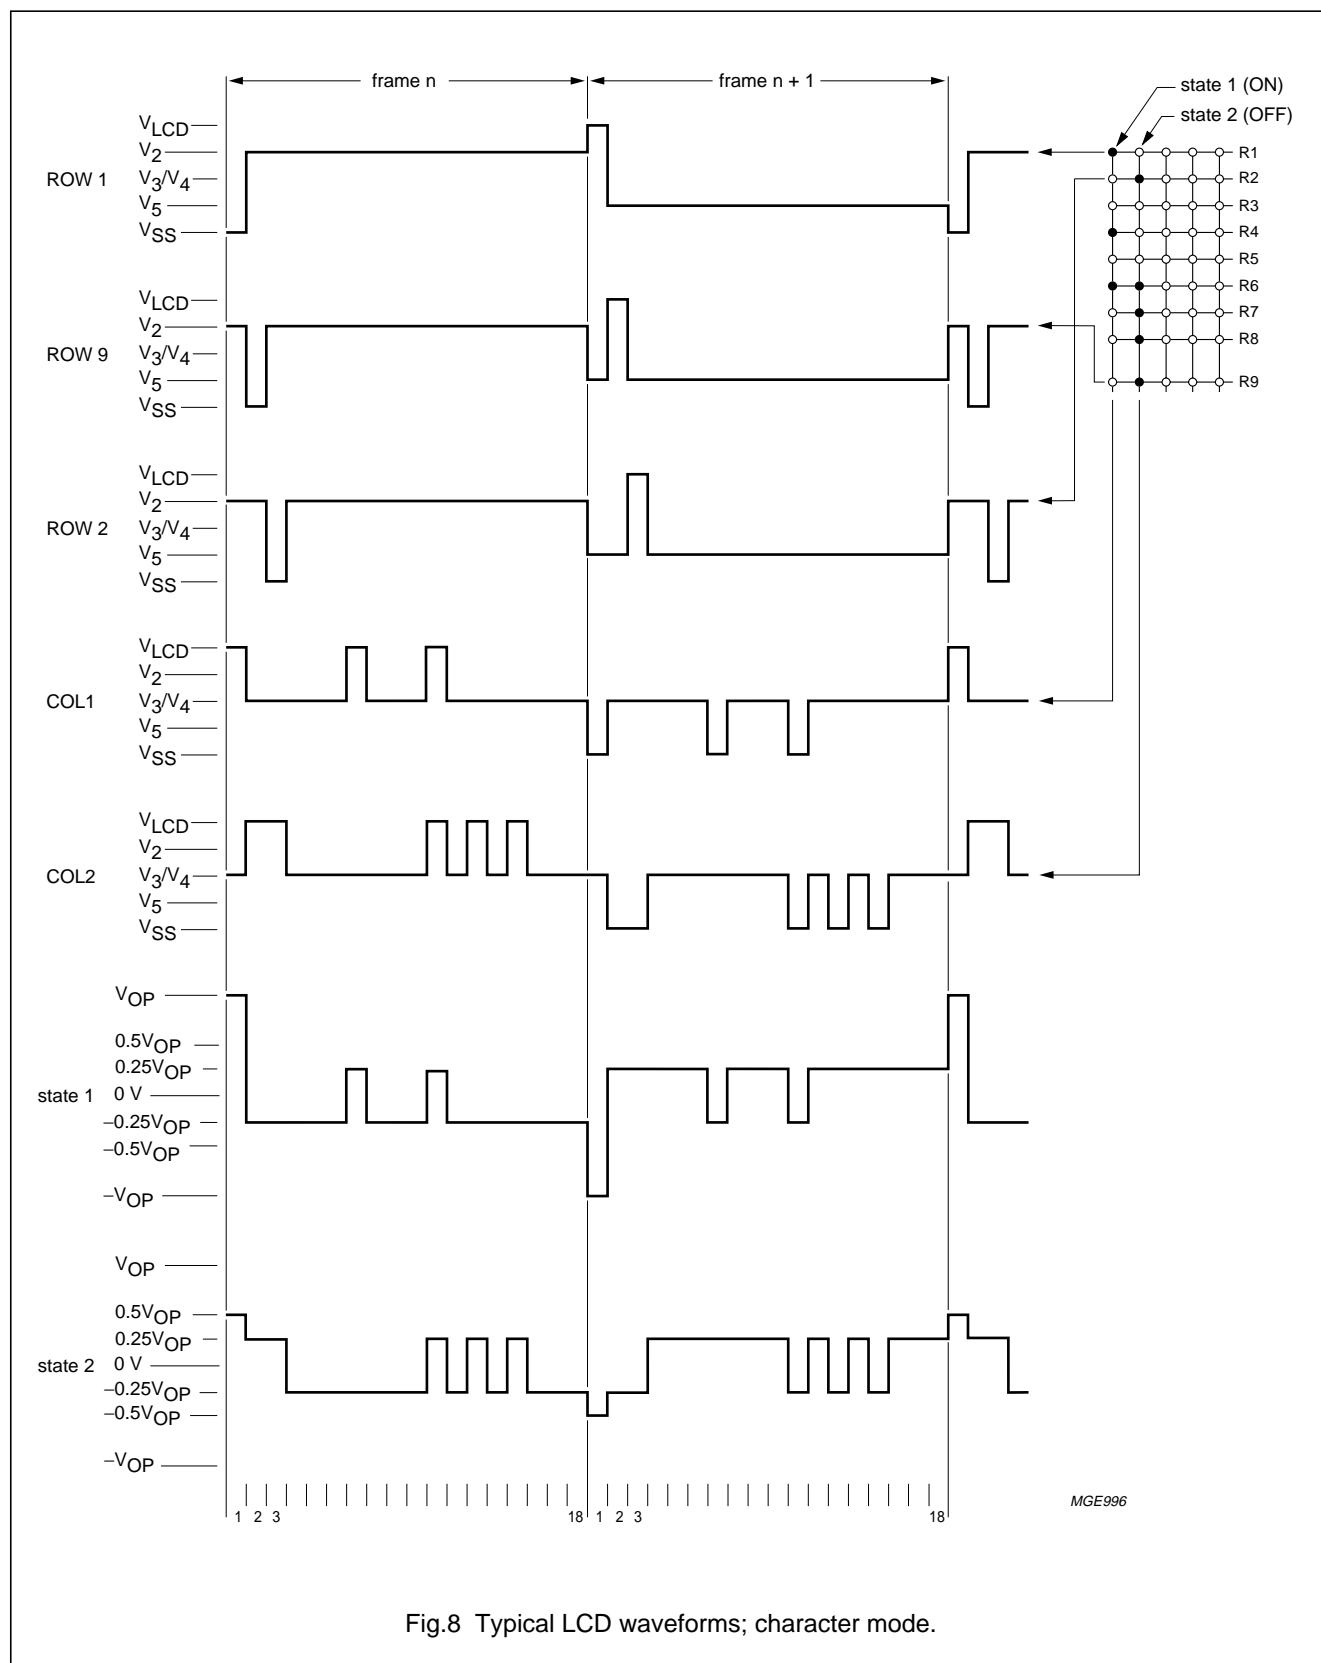 frame n
frame n + 1
state 1 (ON)
state 2 (OFF)
R1
R2
R3
R4
R5
R6
R7
R8
R9
ROW 1
VLCD
V2
V3/V4
V5
VSS
ROW 9
VLCD
V2
V3/V4
V5
VSS
ROW 2
VLCD
V2
V3/V4
V5
VSS
COL1
VLCD
V2
V3/V4
V5
VSS
COL2
VLCD
V2
V3/V4
V5
VSS
state 1
VOP
0.5VOP
0.25VOP
0 V
−0.25VOP
−0.5VOP
−VOP
state 2
VOP
0.5VOP
0.25VOP
0 V
−0.25VOP
−0.5VOP
−VOP
1 2 3 18 1 2 3 18
MGE996
Fig.8 Typical LCD waveforms; character mode.